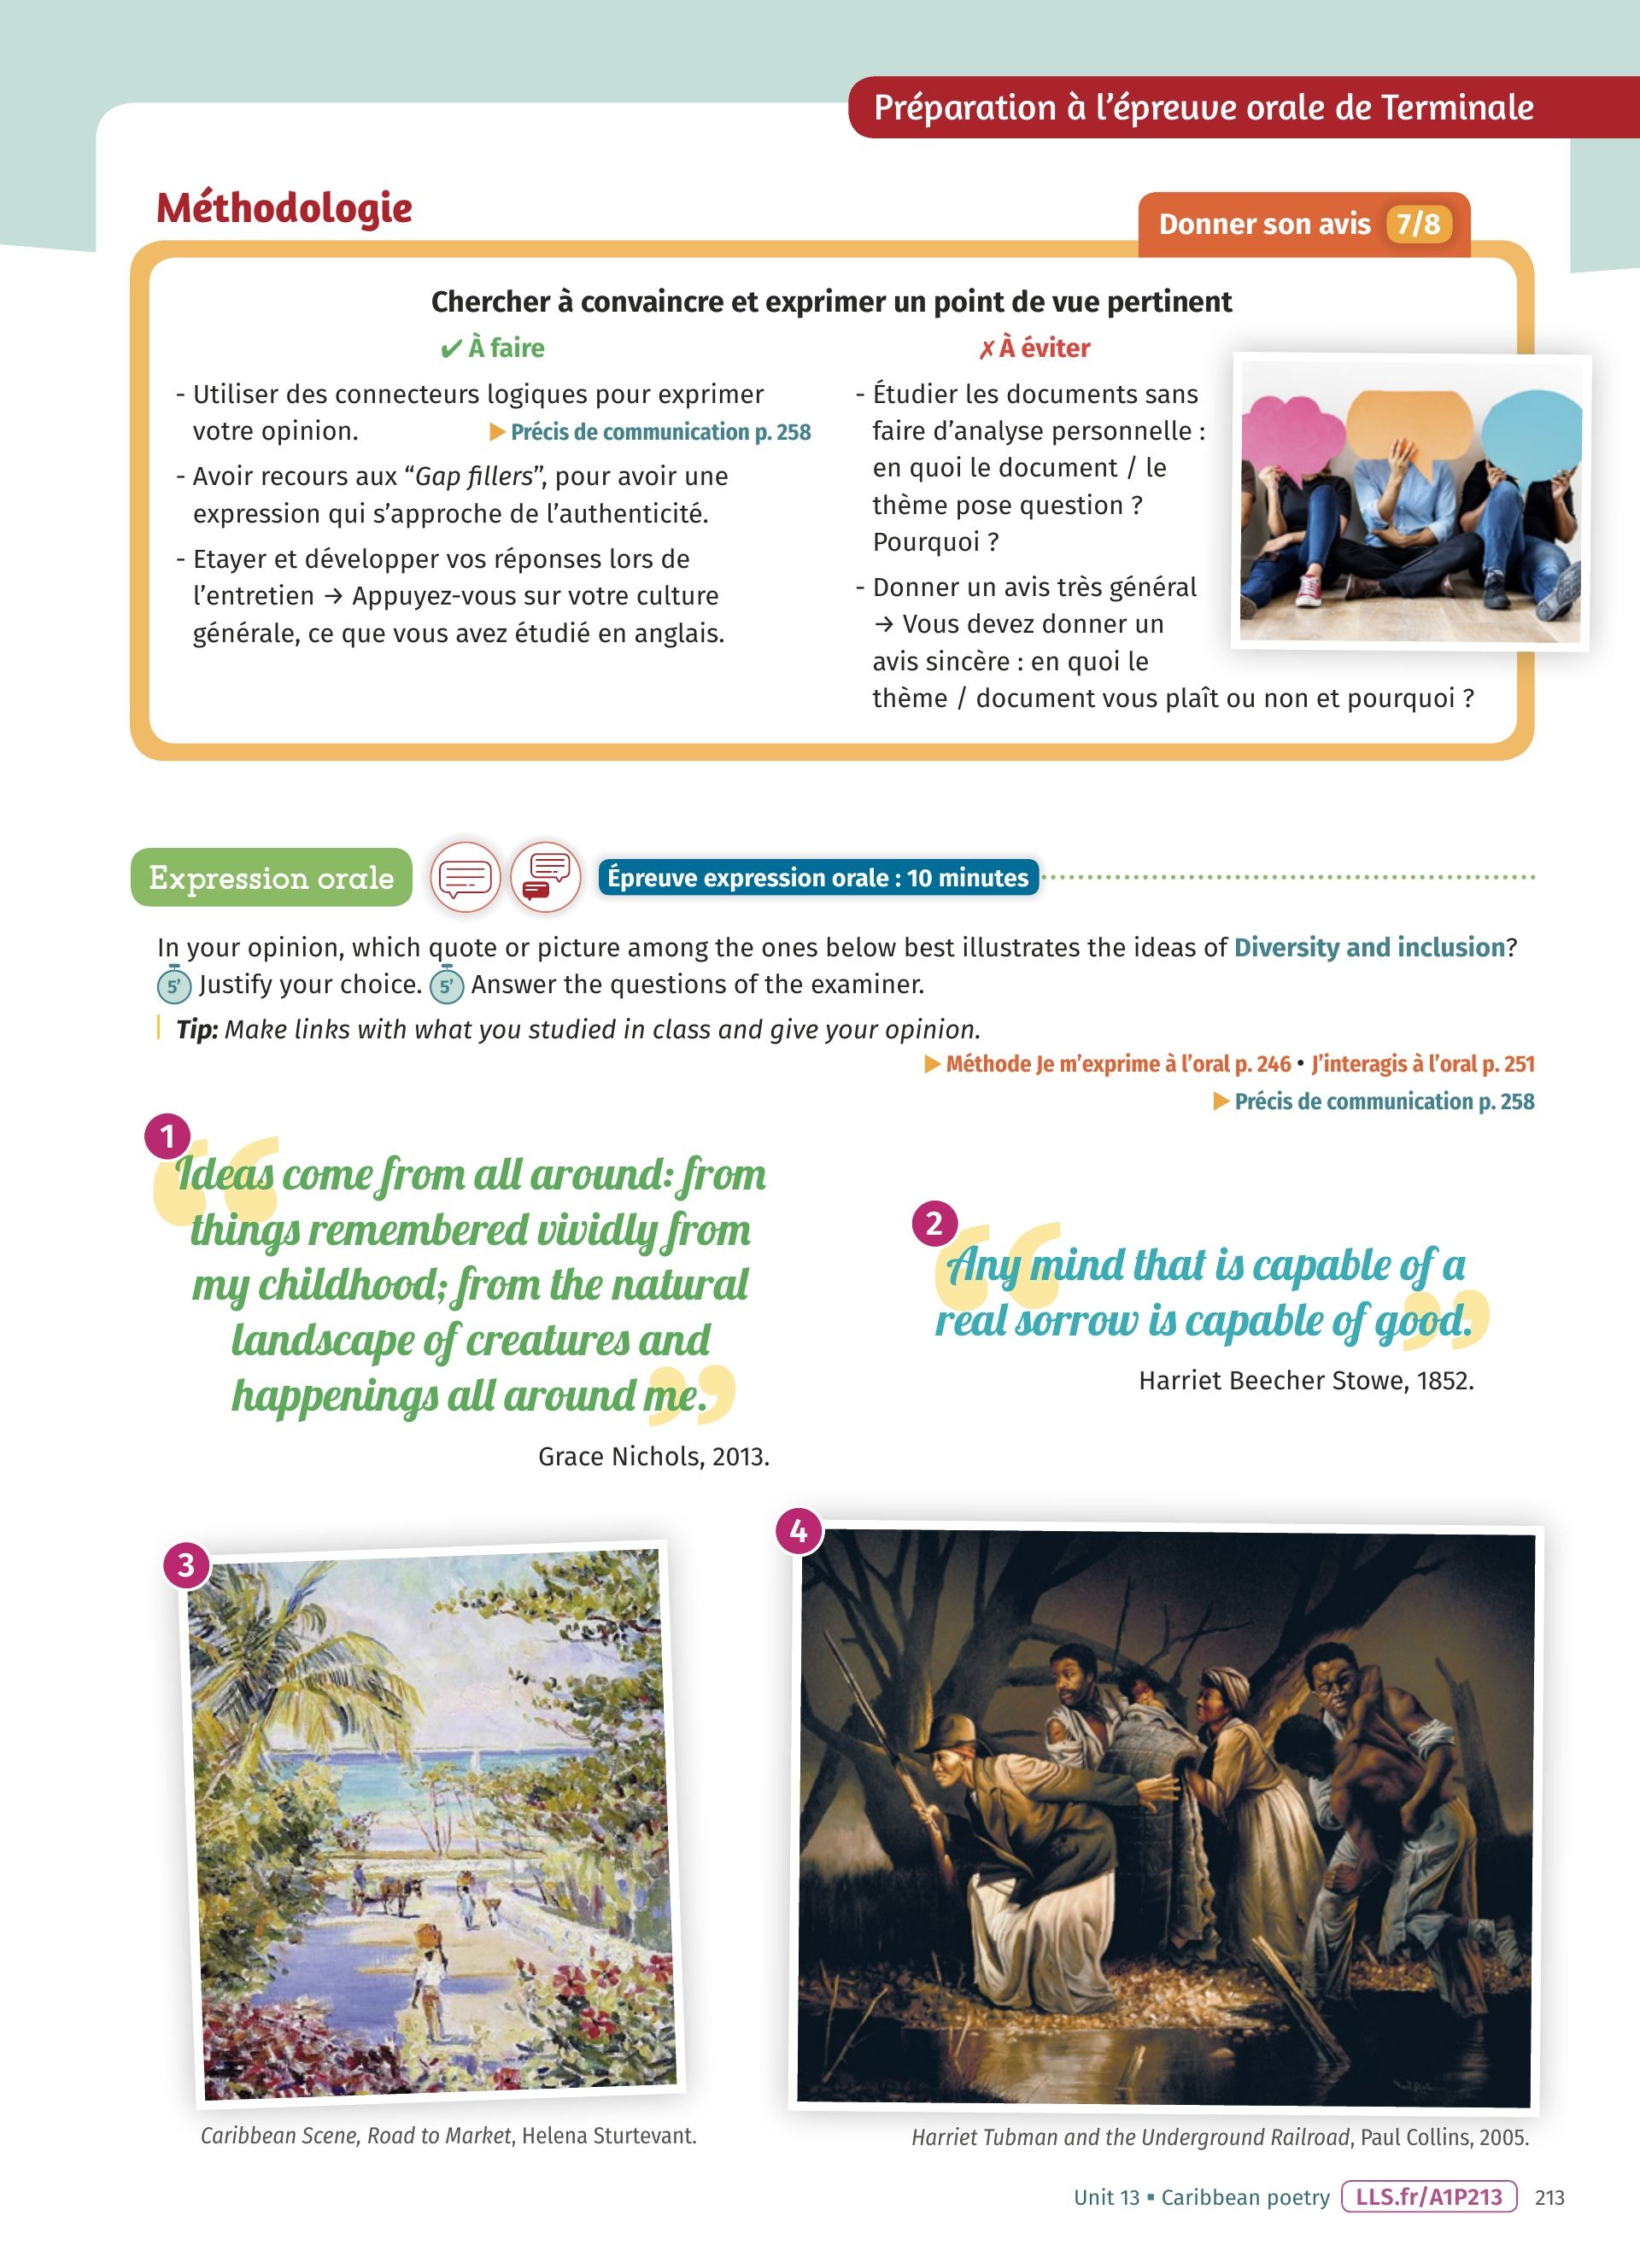 Préparation à l'épreuve orale de Terminale
Méthodologie
Donner son avis 7/8
Chercher à convaincre et exprimer un point de vue pertinent
✔ À faire
- Utiliser des connecteurs logiques pour exprimer
votre opinion. ▶ Précis de communication p. 258
- Avoir recours aux “Gap fillers”, pour avoir une
expression qui s'approche de l'authenticité.
- Etayer et développer vos réponses lors de
l'entretien → Appuyez-vous sur votre culture
générale, ce que vous avez étudié en anglais.
✗ À éviter
- Étudier les documents sans
faire d'analyse personnelle :
en quoi le document / le
thème pose question ?
Pourquoi ?
- Donner un avis très général
→ Vous devez donner un
avis sincère : en quoi le
thème / document vous plaît ou non et pourquoi ?
Expression orale
Épreuve expression orale : 10 minutes
In your opinion, which quote or picture among the ones below best illustrates the ideas of Diversity and inclusion?
5' Justify your choice. 5' Answer the questions of the examiner.
Tip: Make links with what you studied in class and give your opinion.
▶ Méthode Je m'exprime à l'oral p. 246 • J'interagis à l'oral p. 251
▶ Précis de communication p. 258
1
“Ideas come from all around: from
things remembered vividly from
my childhood; from the natural
landscape of creatures and
happenings all around me.”
Grace Nichols, 2013.
2
“Any mind that is capable of a
real sorrow is capable of good.”
Harriet Beecher Stowe, 1852.
3
Caribbean Scene, Road to Market, Helena Sturtevant.
4
Harriet Tubman and the Underground Railroad, Paul Collins, 2005.
Unit 13 ▪ Caribbean poetry LLS.fr/A1P213 213